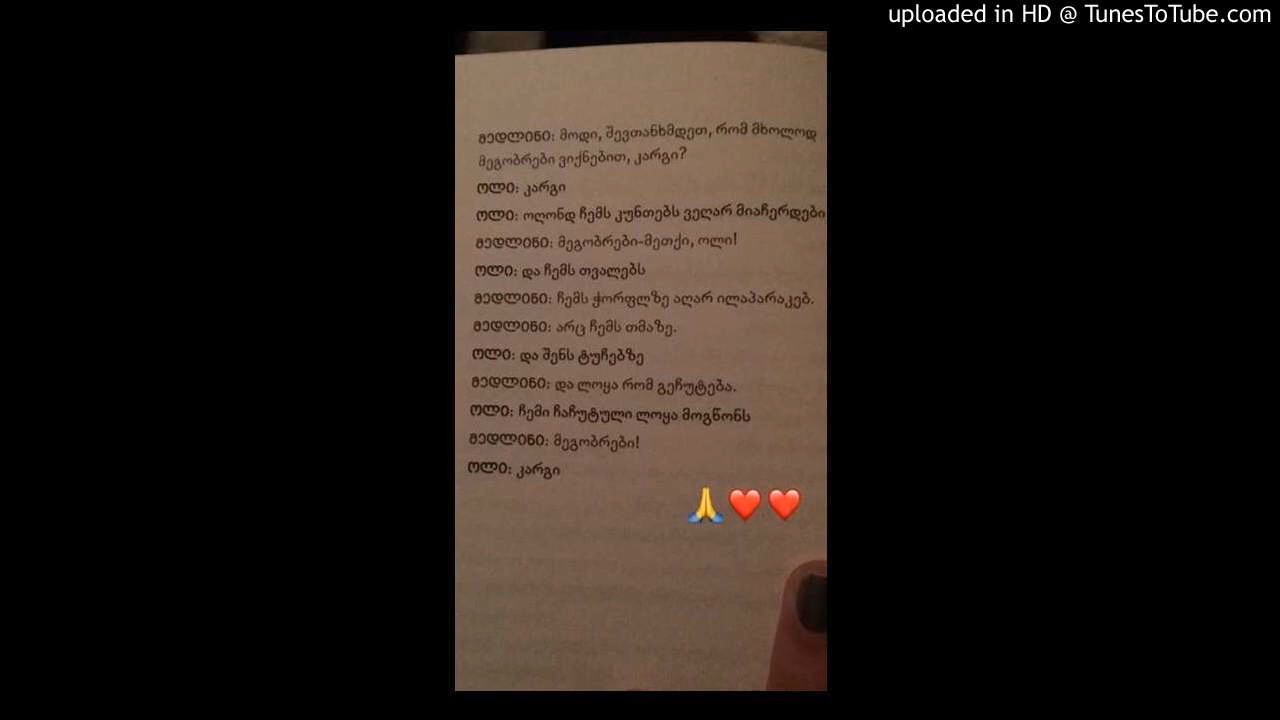 uploaded in HD @ TunesToTube.com
მედლინი: მოდი, შევთანხმდეთ, რომ მხოლოდ
მეგობრები ვიქნებით, კარგი?
ოლი: კარგი
ოლი: ოღონდ ჩემს კუნთებს ვეღარ მიაჩერდები
მედლინი: მეგობრები-მეთქი, ოლი!
ოლი: და ჩემს თვალებს
მედლინი: ჩემს ჭორფლზე აღარ ილაპარაკებ.
მედლინი: არც ჩემს თმაზე.
ოლი: და შენს ტუჩებზე
მედლინი: და ლოყა რომ გეჩუტება.
ოლი: ჩემი ჩაჩუტული ლოყა მოგწონს
მედლინი: მეგობრები!
ოლი: კარგი